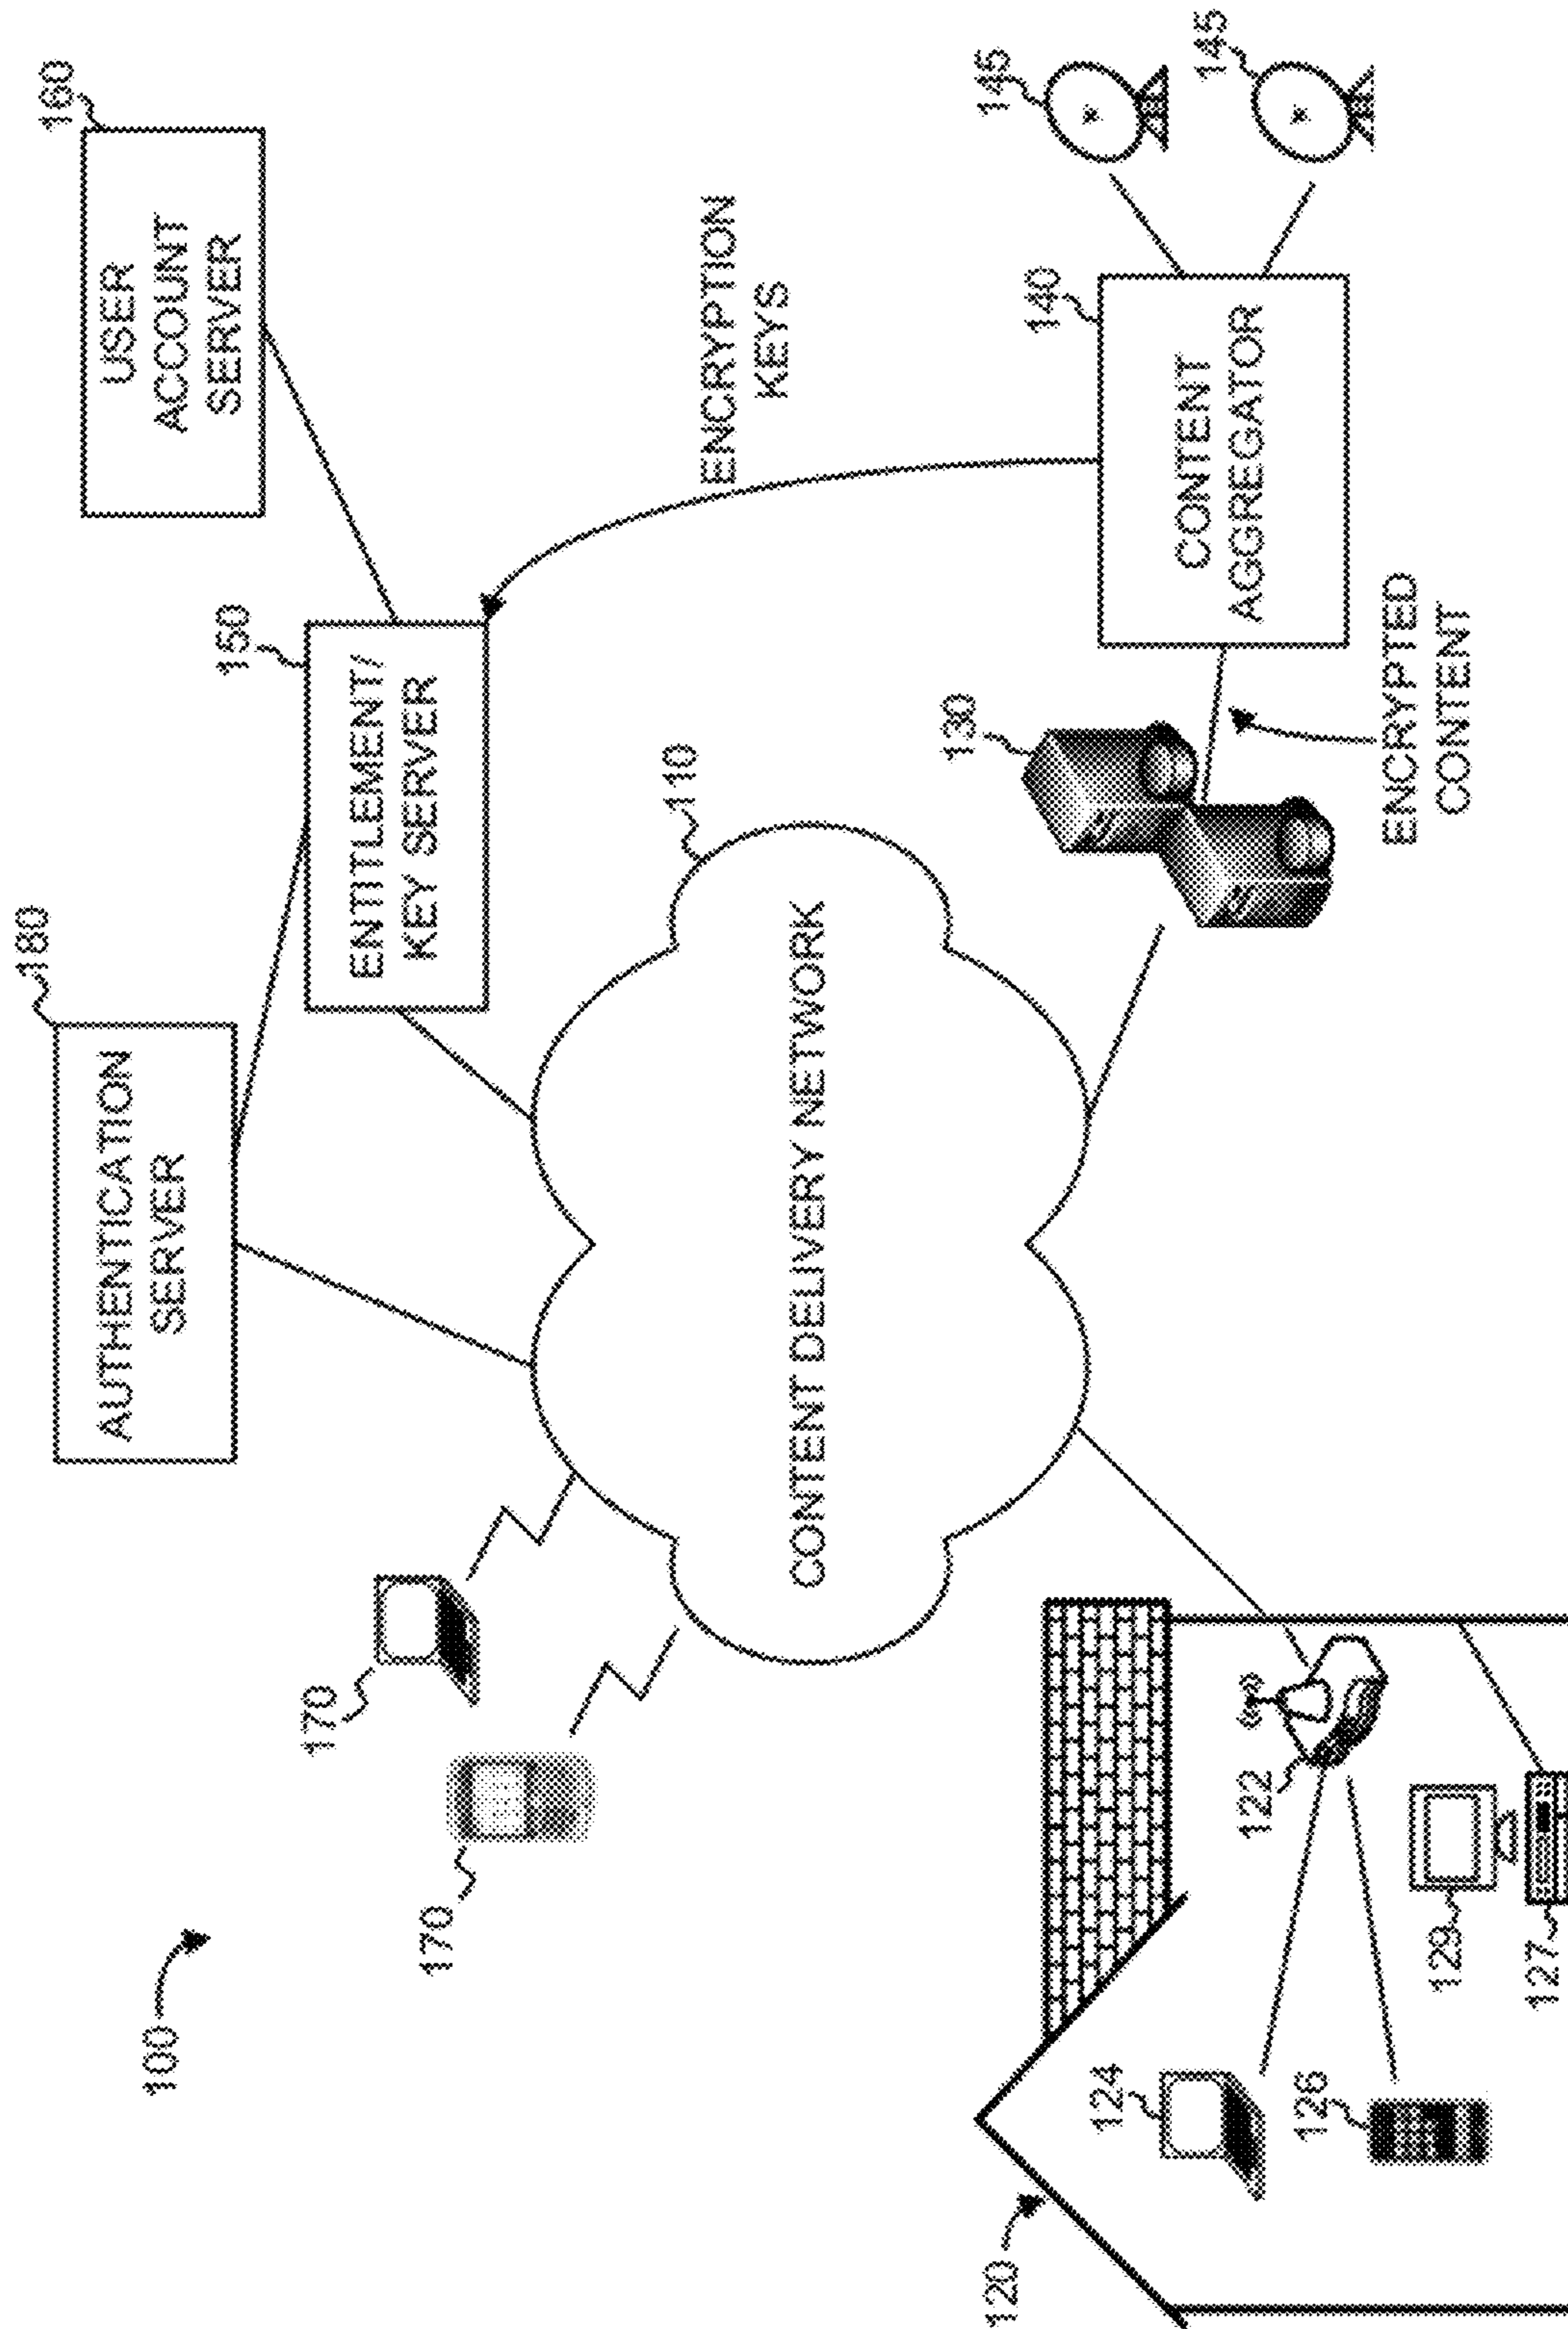 100
170
170
180
AUTHENTICATION
SERVER
150
ENTITLEMENT/
KEY SERVER
160
USER
ACCOUNT
SERVER
110
CONTENT DELIVERY NETWORK
ENCRYPTION
KEYS
120
124
126
122
129
127
130
ENCRYPTED
CONTENT
140
CONTENT
AGGREGATOR
145
145